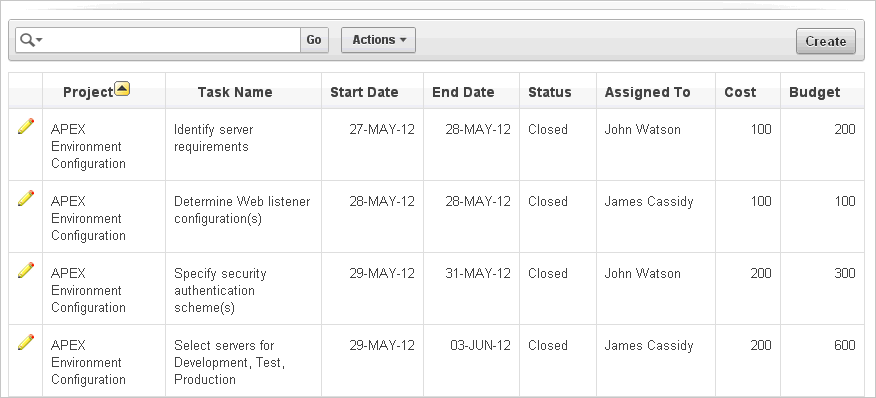 Go Actions Create
Project Task Name Start Date End Date Status Assigned To Cost Budget
APEX Identify server 27-MAY-12 28-MAY-12 Closed John Watson 100 200
Environment requirements
Configuration
APEX Determine Web listener 28-MAY-12 28-MAY-12 Closed James Cassidy 100 100
Environment configuration(s)
Configuration
APEX Specify security 29-MAY-12 31-MAY-12 Closed John Watson 200 300
Environment authentication
Configuration scheme(s)
APEX Select servers for 29-MAY-12 03-JUN-12 Closed James Cassidy 200 600
Environment Development, Test,
Configuration Production